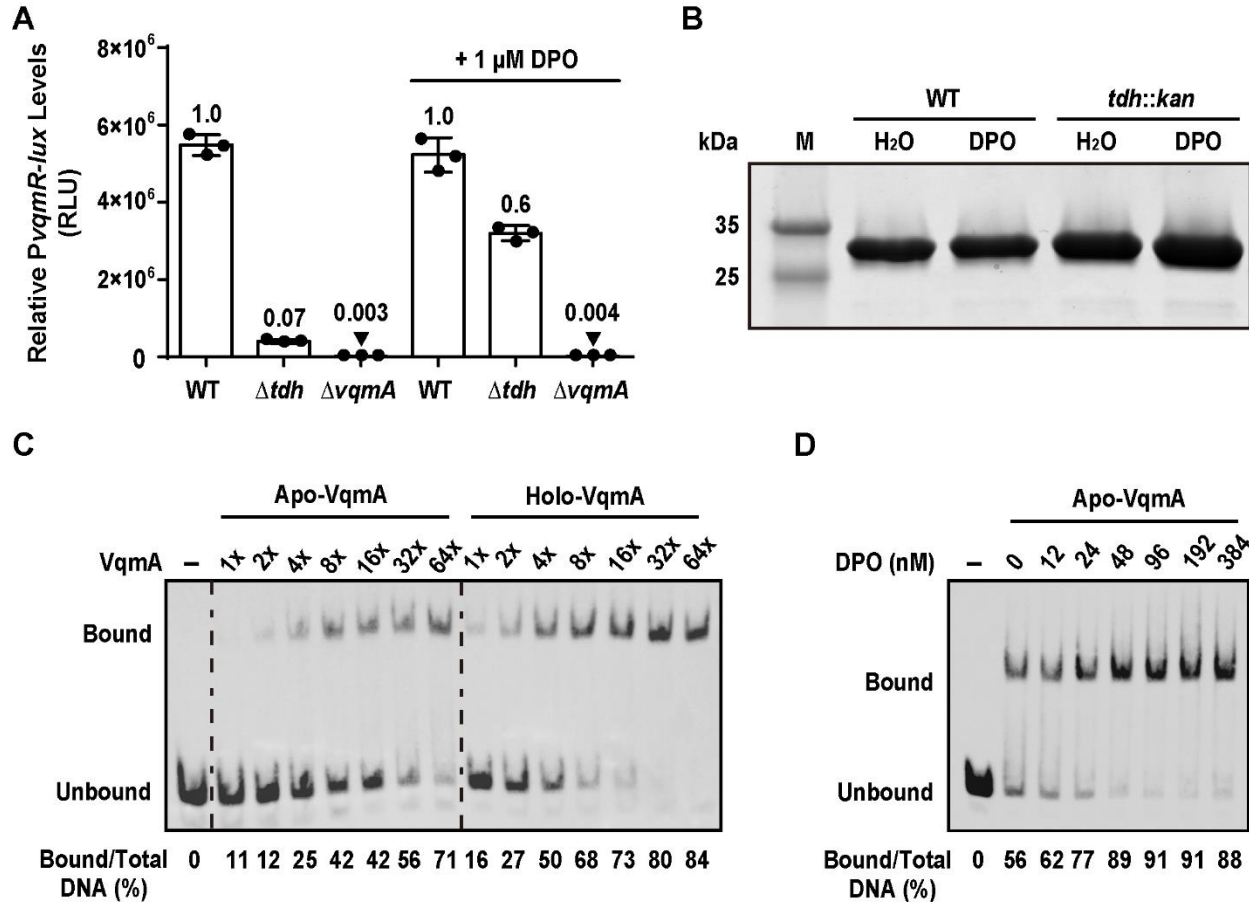 A
Relative PvqmR-lux Levels
(RLU)
8×10⁶
6×10⁶
4×10⁶
2×10⁶
0
+ 1 µM DPO
1.0
0.07
0.003
1.0
0.6
0.004
WT
Δtdh
ΔvqmA
WT
Δtdh
ΔvqmA
B
WT
tdh::kan
kDa
M
H₂O
DPO
H₂O
DPO
35
25
C
Apo-VqmA
Holo-VqmA
VqmA
– 1x 2x 4x 8x 16x 32x 64x 1x 2x 4x 8x 16x 32x 64x
Bound
Unbound
Bound/Total
DNA (%)
0 11 12 25 42 42 56 71 16 27 50 68 73 80 84
D
Apo-VqmA
DPO (nM)
– 0 12 24 48 96 192 384
Bound
Unbound
Bound/Total
DNA (%)
0 56 62 77 89 91 91 88